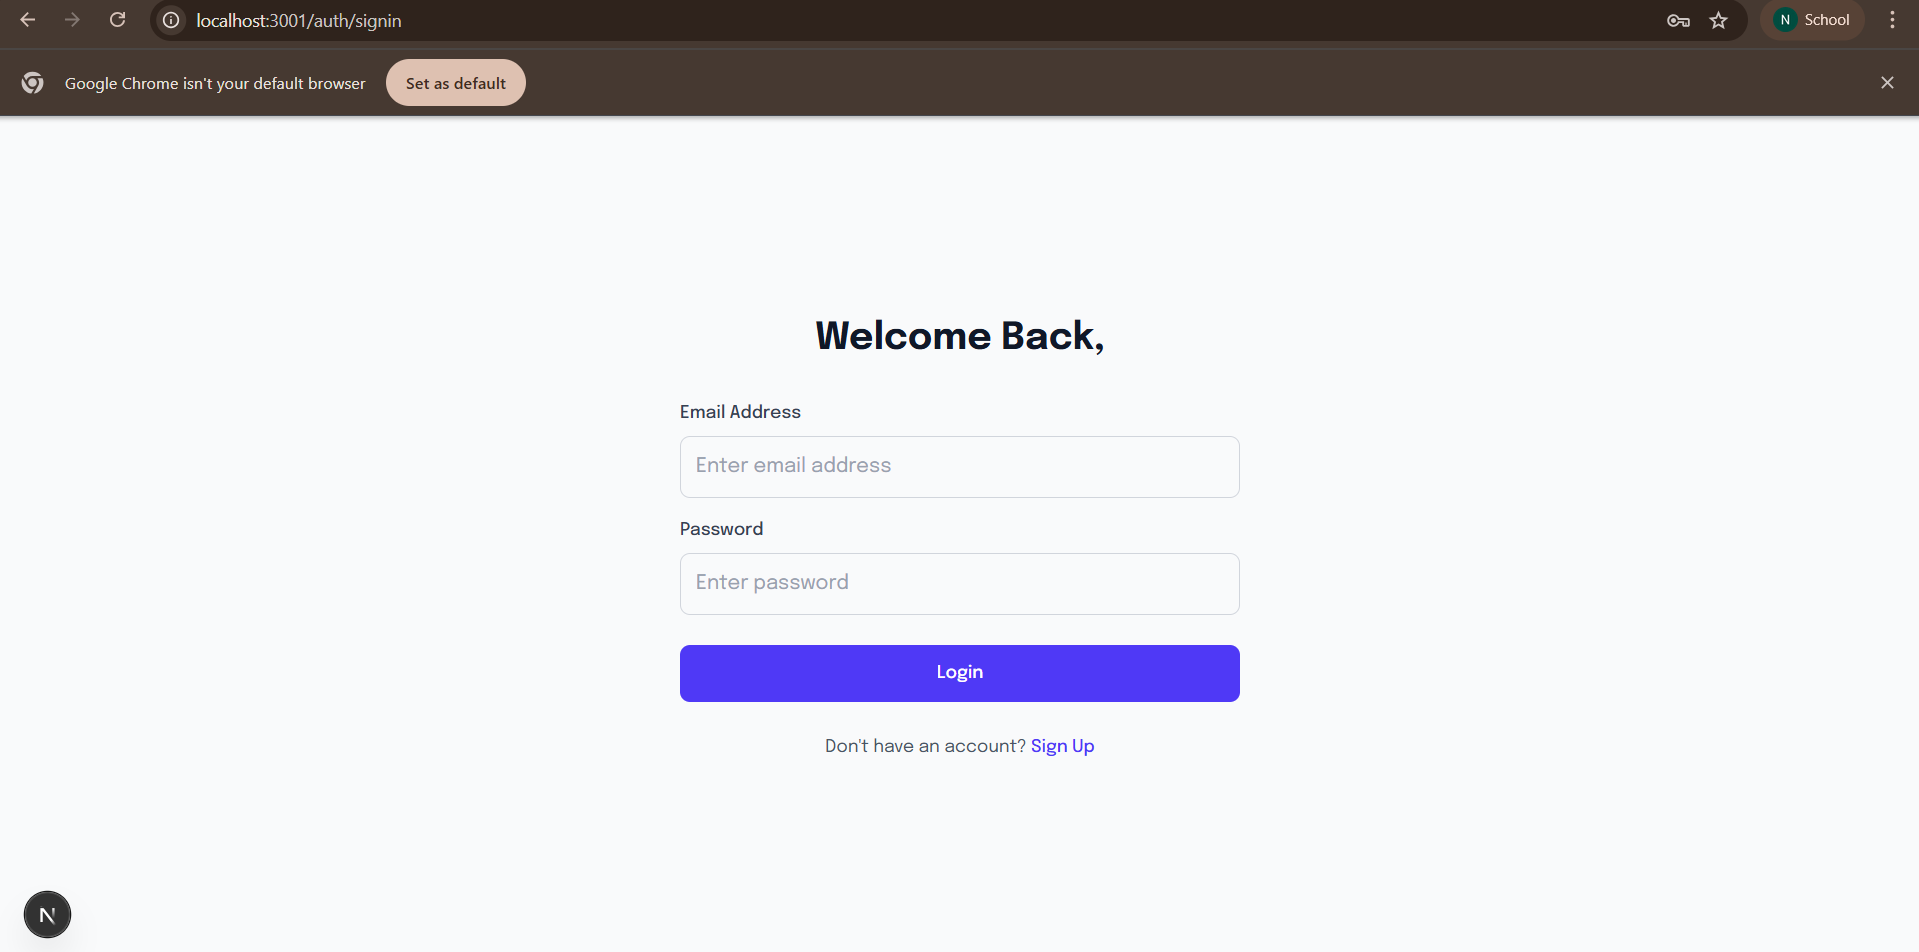 localhost:3001/auth/signin
N School
Google Chrome isn't your default browser Set as default
Welcome Back,
Email Address
Enter email address
Password
Enter password
Login
Don't have an account? Sign Up
N